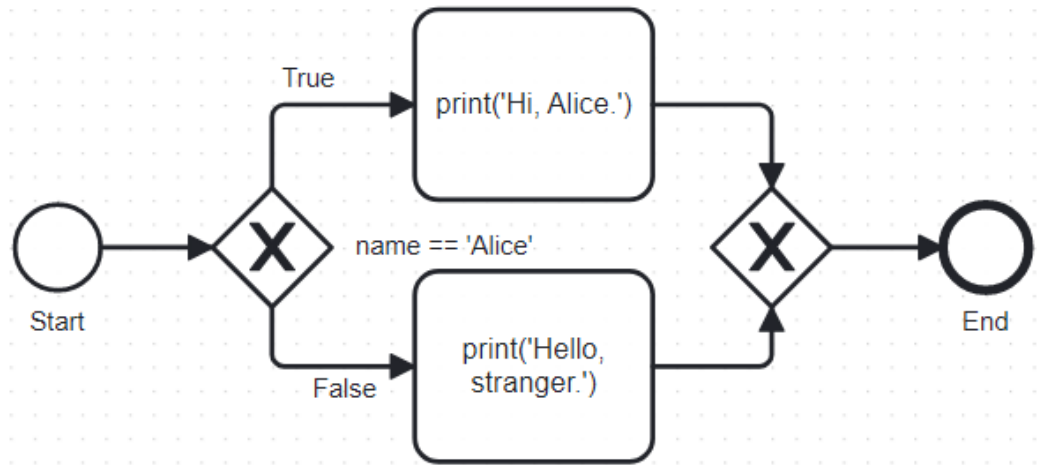 True
print('Hi, Alice.')
X
name == 'Alice'
X
Start
End
print('Hello,
stranger.')
False